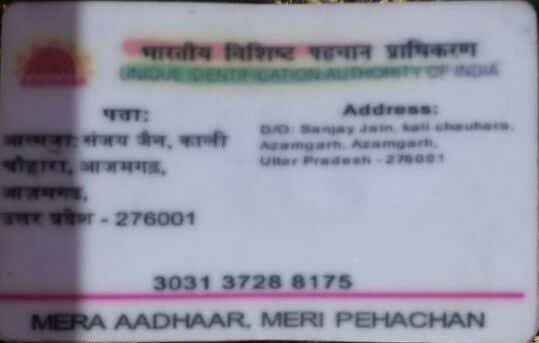 भारतीय विशिष्ट पहचान प्राधिकरण
UNIQUE IDENTIFICATION AUTHORITY OF INDIA
पता:
आत्मजा: संजय जैन, काली
चौहारा, आजमगढ़,
आजमगढ़,
उत्तर प्रदेश - 276001
Address:
D/O: Sanjay Jain, kali chauhara,
Azamgarh, Azamgarh,
Uttar Pradesh - 276001
3031 3728 8175
MERA AADHAAR, MERI PEHACHAN